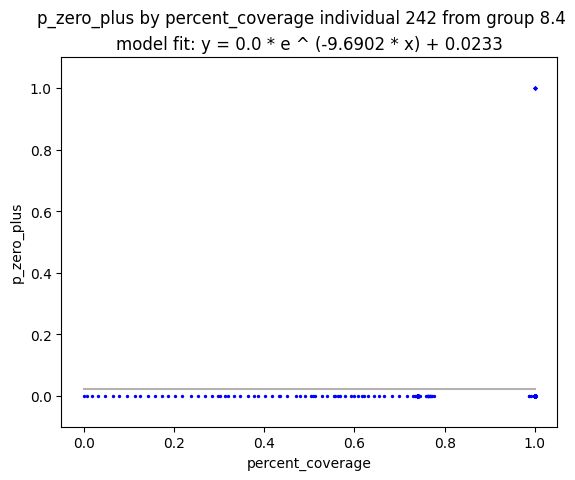 p_zero_plus by percent_coverage individual 242 from group 8.4
model fit: y = 0.0 * e ^ (-9.6902 * x) + 0.0233
1.0
0.8
0.6
0.4
0.2
0.0
p_zero_plus
0.0 0.2 0.4 0.6 0.8 1.0
percent_coverage